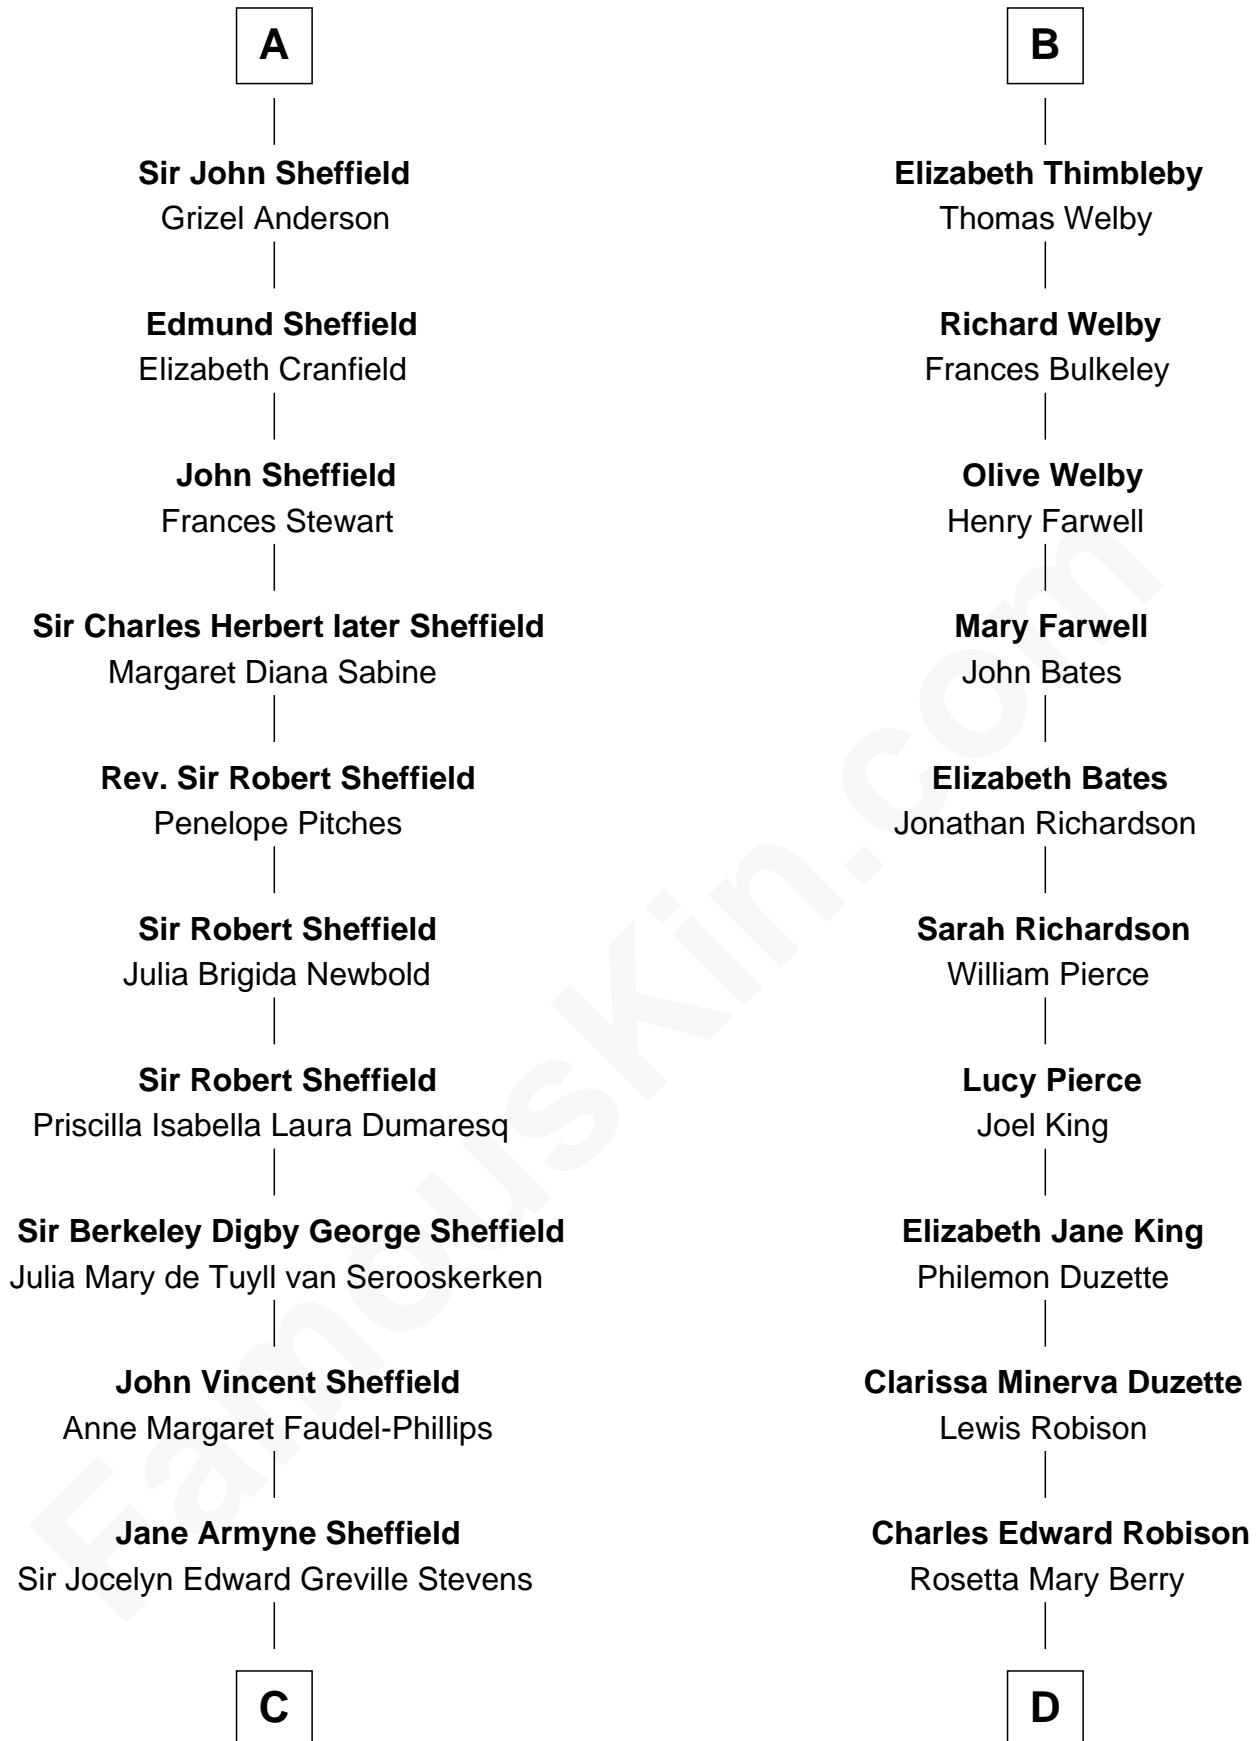 A
Sir John Sheffield
Grizel Anderson
Edmund Sheffield
Elizabeth Cranfield
John Sheffield
Frances Stewart
Sir Charles Herbert later Sheffield
Margaret Diana Sabine
Rev. Sir Robert Sheffield
Penelope Pitches
Sir Robert Sheffield
Julia Brigida Newbold
Sir Robert Sheffield
Priscilla Isabella Laura Dumaresq
Sir Berkeley Digby George Sheffield
Julia Mary de Tuyll van Serooskerken
John Vincent Sheffield
Anne Margaret Faudel-Phillips
Jane Armyne Sheffield
Sir Jocelyn Edward Greville Stevens
C
B
Elizabeth Thimbleby
Thomas Welby
Richard Welby
Frances Bulkeley
Olive Welby
Henry Farwell
Mary Farwell
John Bates
Elizabeth Bates
Jonathan Richardson
Sarah Richardson
William Pierce
Lucy Pierce
Joel King
Elizabeth Jane King
Philemon Duzette
Clarissa Minerva Duzette
Lewis Robison
Charles Edward Robison
Rosetta Mary Berry
D
FamousKin.com